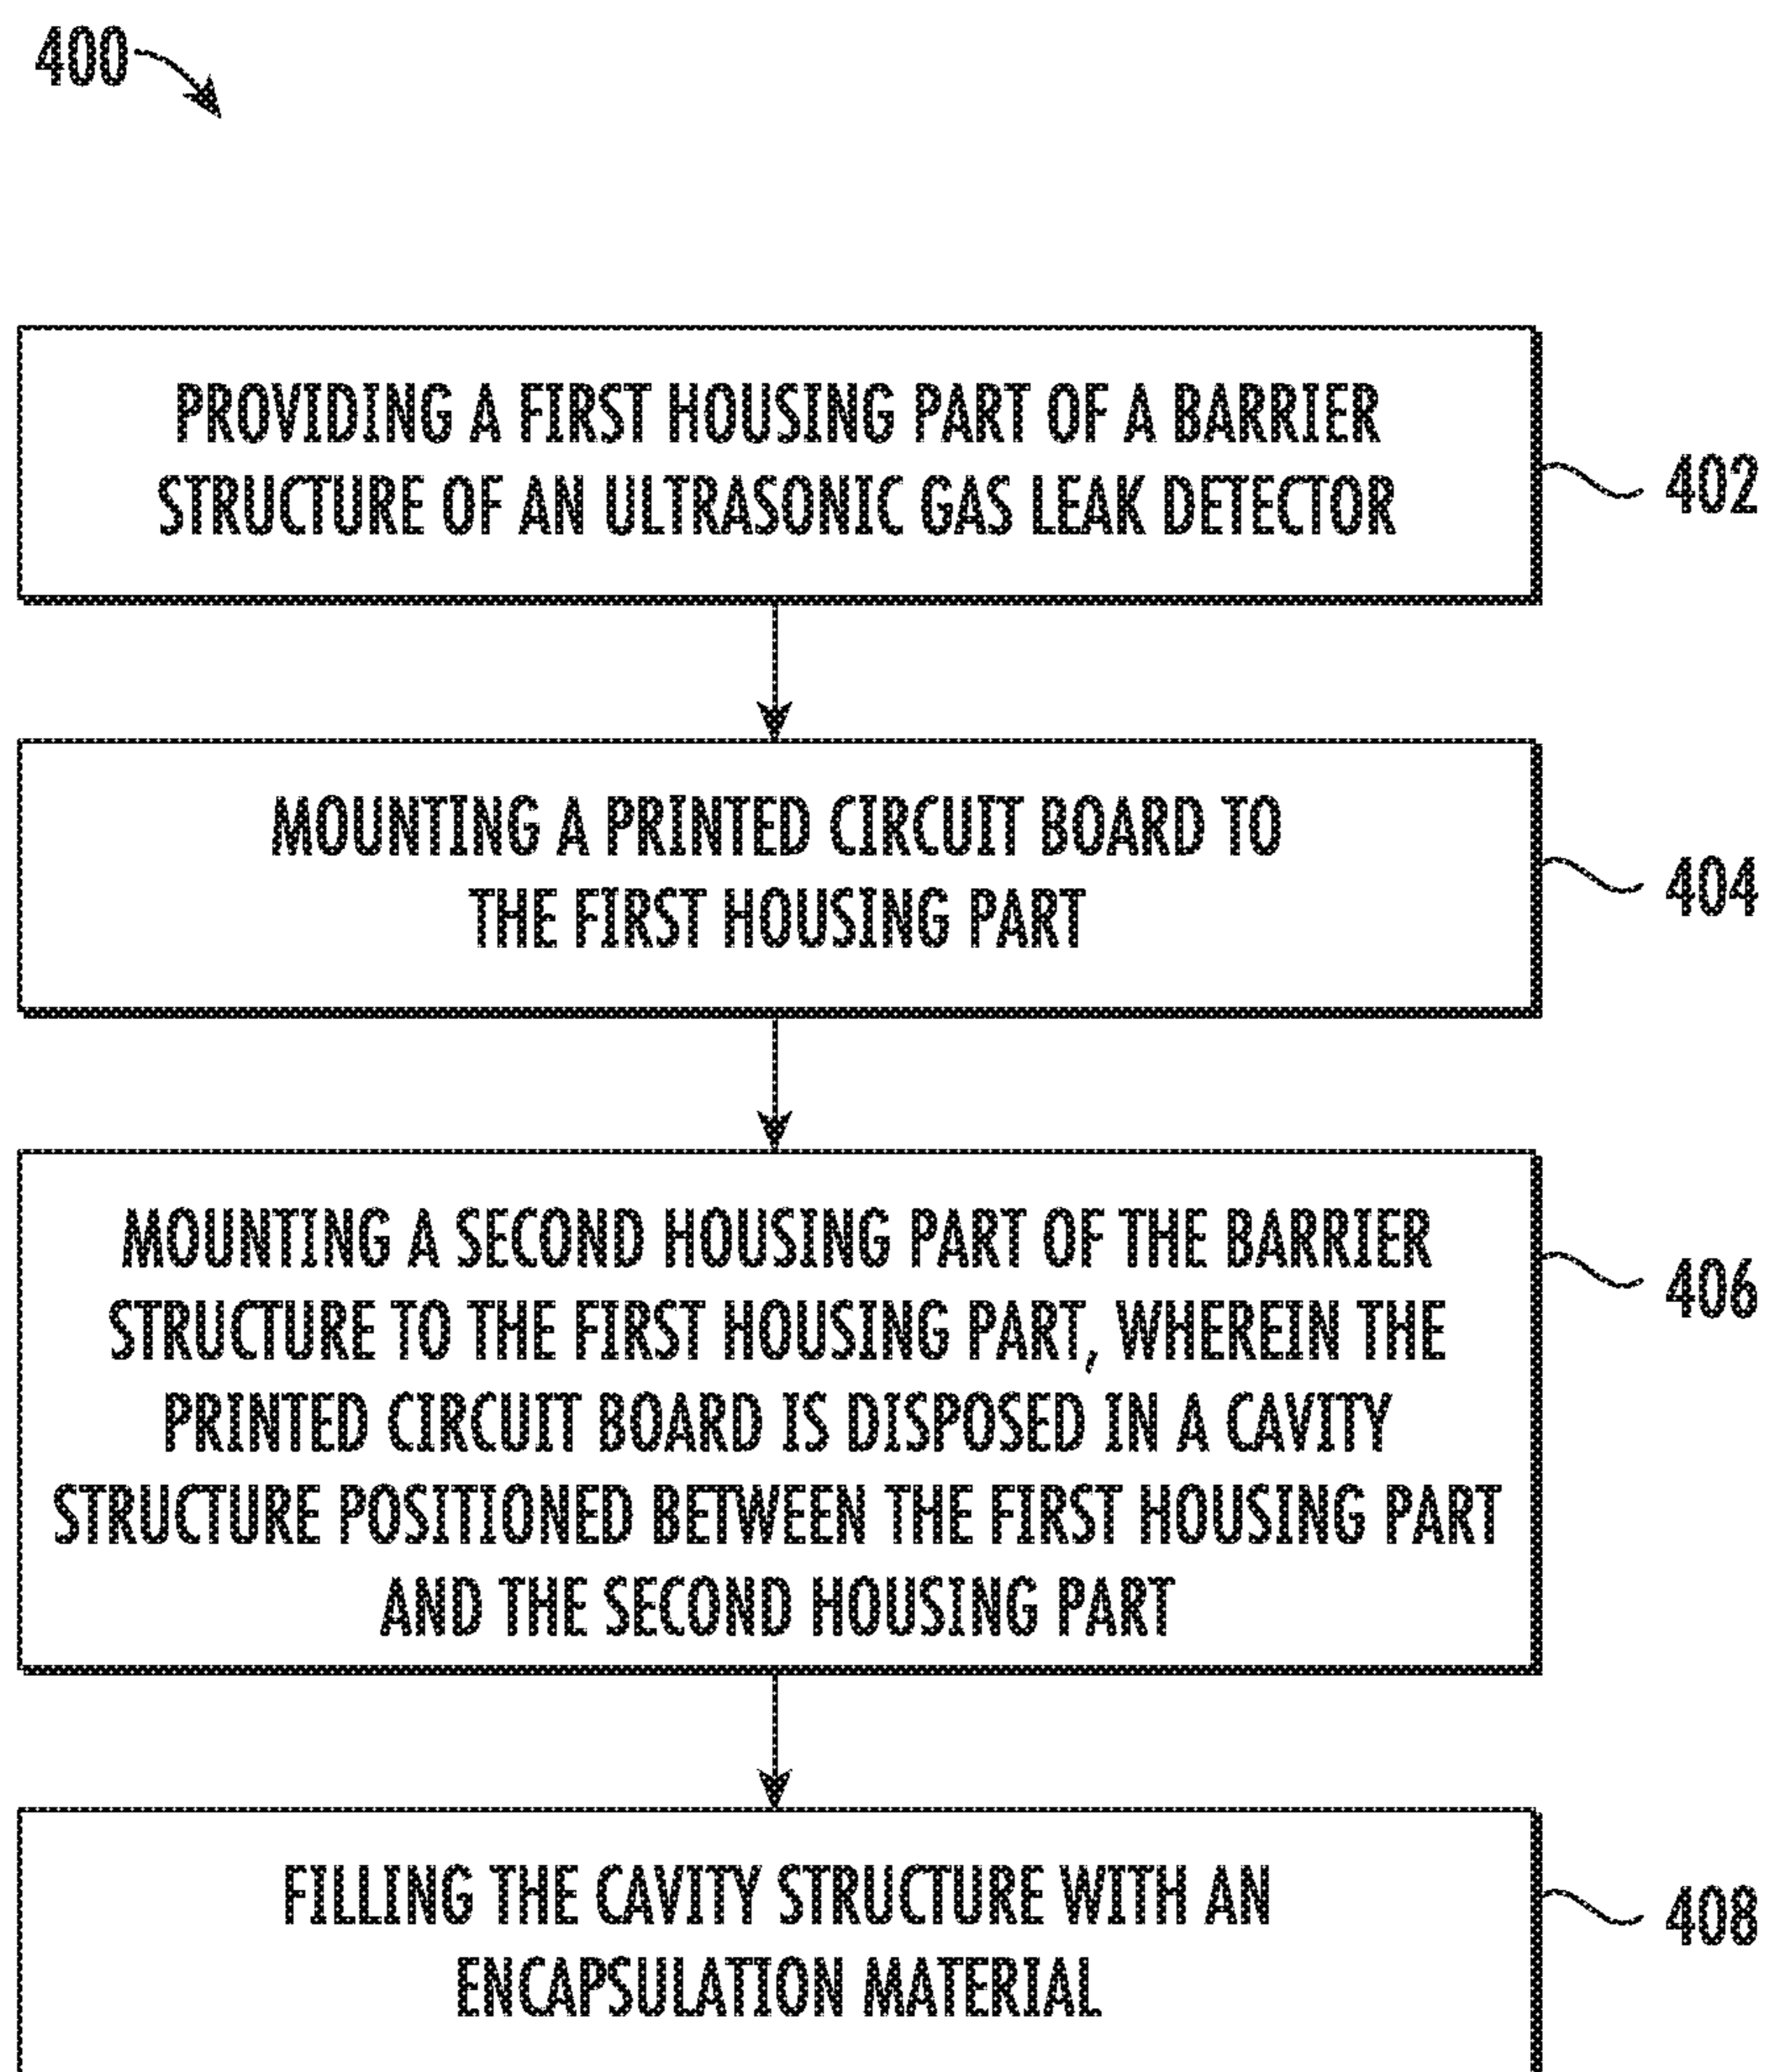 400
PROVIDING A FIRST HOUSING PART OF A BARRIER
STRUCTURE OF AN ULTRASONIC GAS LEAK DETECTOR
402
MOUNTING A PRINTED CIRCUIT BOARD TO
THE FIRST HOUSING PART
404
MOUNTING A SECOND HOUSING PART OF THE BARRIER
STRUCTURE TO THE FIRST HOUSING PART, WHEREIN THE
PRINTED CIRCUIT BOARD IS DISPOSED IN A CAVITY
STRUCTURE POSITIONED BETWEEN THE FIRST HOUSING PART
AND THE SECOND HOUSING PART
406
FILLING THE CAVITY STRUCTURE WITH AN
ENCAPSULATION MATERIAL
408